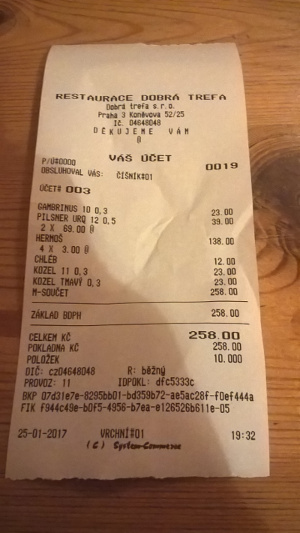 RESTAURACE DOBRÁ TREFA
Dobrá trefa s.r.o.
Praha 3 Koněvova 52/25
IČ. 04648048
DĚKUJEME VÁM
@
VÁŠ ÚČET
P/Ú#0000 0019
OBSLUHOVAL VÁS: ČÍŠNÍK#01
ÚČET# 003
GAMBRINUS 10 0,3 23.00
PILSNER URQ 12 0.5 39.00
2 X 69.00 @
HERMOŠ 138.00
4 X 3.00 @
CHLÉB 12.00
KOZEL 11 0,3 23.00
KOZEL TMAVÝ 0,3 23.00
M-SOUČET 258.00
ZÁKLAD BDPH 258.00
CELKEM KČ 258.00
POKLADNA KČ 258.00
POLOŽEK 10.000
DIČ: cz04648048 R: běžný
PROVOZ: 11 IDPOKL: dfc5333c
BKP 07d31e7e-8295bb01-bd359b72-ae5ac28f-f0ef444a
FIK f944c49e-b0f5-4956-b7ea-e126526b611e-05
25-01-2017 VRCHNÍ#01 19:32
(C) System-Commerce